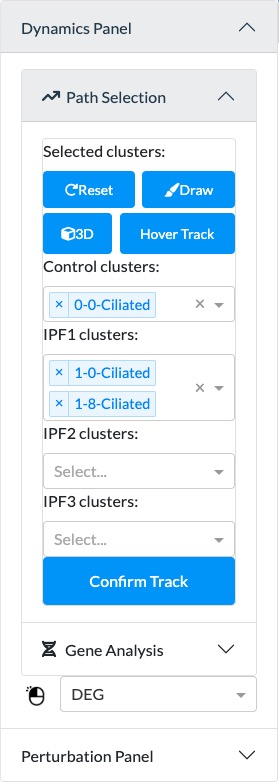 Dynamics Panel
Path Selection
Selected clusters:
Reset Draw
3D Hover Track
Control clusters:
× 0-0-Ciliated ×
IPF1 clusters:
× 1-0-Ciliated ×
× 1-8-Ciliated
IPF2 clusters:
Select...
IPF3 clusters:
Select...
Confirm Track
Gene Analysis
DEG
Perturbation Panel